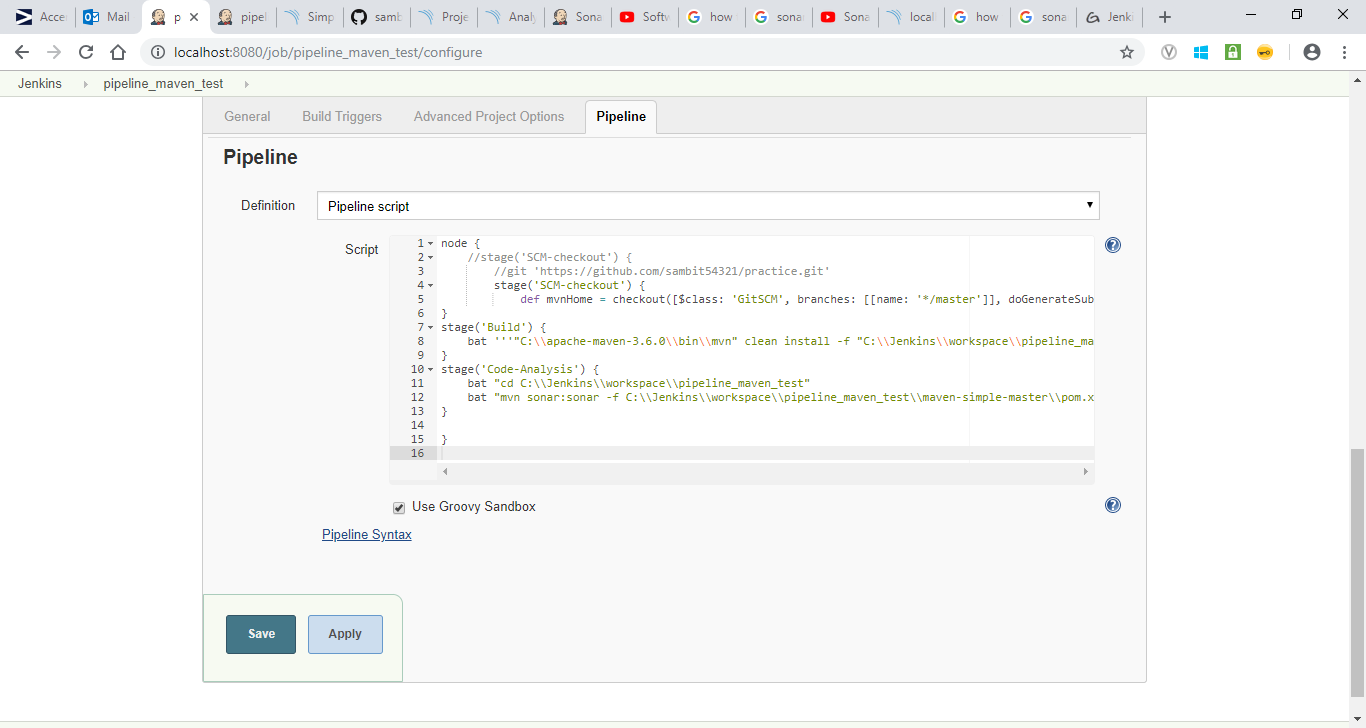 Acce
Mail
p
pipel
Simp
samb
Proje
Analy
Sona
Softw
G how
G sona
Sona
local
G how
G sona
Jenki
localhost:8080/job/pipeline_maven_test/configure
Jenkins pipeline_maven_test
General Build Triggers Advanced Project Options Pipeline
Pipeline
Definition Pipeline script
Script
1 node {
2 //stage('SCM-checkout') {
3 //git 'https://github.com/sambit54321/practice.git'
4 stage('SCM-checkout') {
5 def mvnHome = checkout([$class: 'GitSCM', branches: [[name: '*/master']], doGenerateSub
6 }
7 stage('Build') {
8 bat '''"C:\\apache-maven-3.6.0\\bin\\mvn" clean install -f "C:\\Jenkins\\workspace\\pipeline_ma
9 }
10 stage('Code-Analysis') {
11 bat "cd C:\\Jenkins\\workspace\\pipeline_maven_test"
12 bat "mvn sonar:sonar -f C:\\Jenkins\\workspace\\pipeline_maven_test\\maven-simple-master\\pom.x
13 }
14
15 }
16
Use Groovy Sandbox
Pipeline Syntax
Save Apply